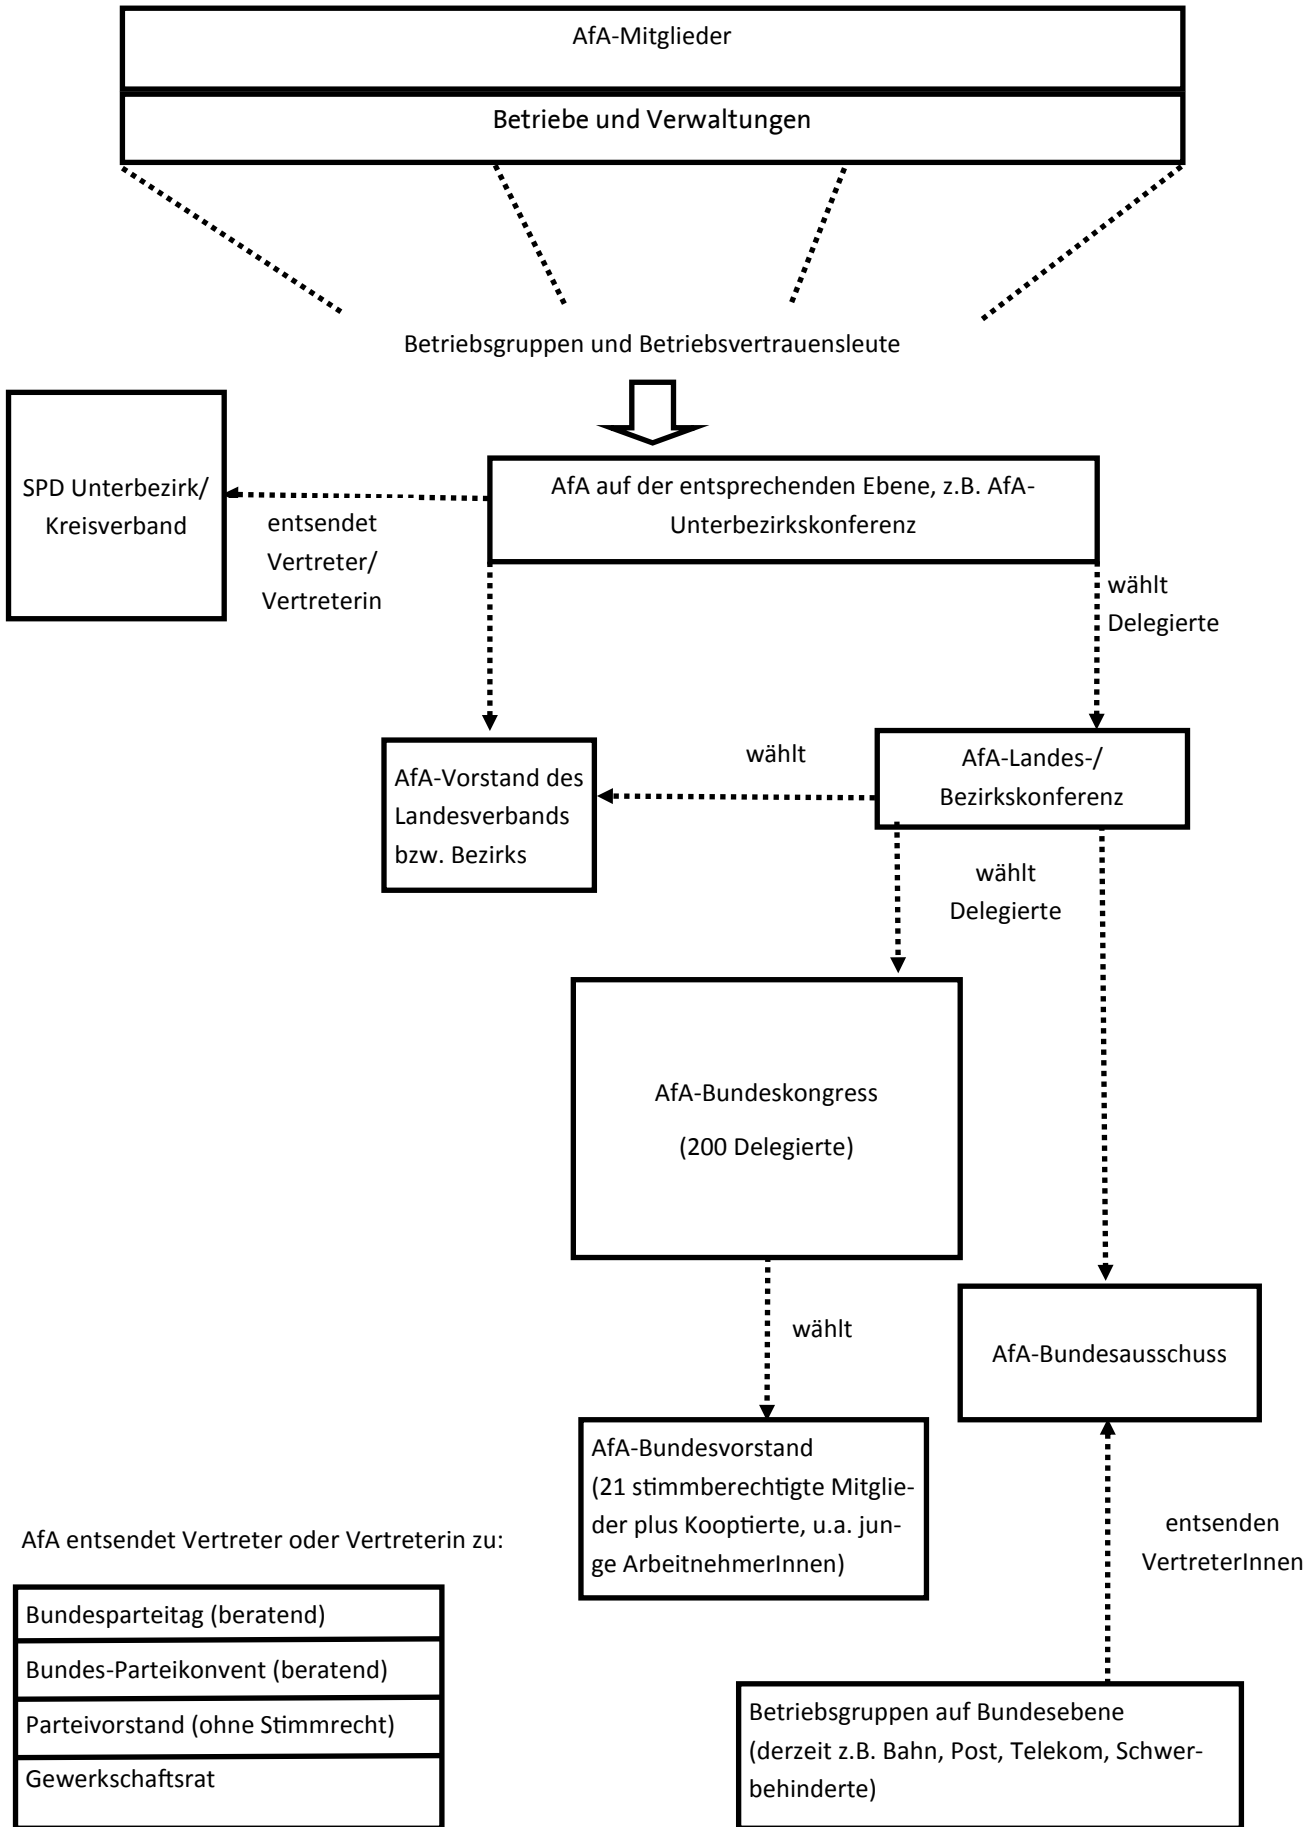 AfA-Mitglieder
Betriebe und Verwaltungen
Betriebsgruppen und Betriebsvertrauensleute
SPD Unterbezirk/
Kreisverband
entsendet
Vertreter/
Vertreterin
AfA auf der entsprechenden Ebene, z.B. AfA-
Unterbezirkskonferenz
wählt
Delegierte
AfA-Vorstand des
Landesverbands
bzw. Bezirks
wählt
AfA-Landes-/
Bezirkskonferenz
wählt
Delegierte
AfA-Bundeskongress
(200 Delegierte)
wählt
AfA-Bundesausschuss
AfA-Bundesvorstand
(21 stimmberechtigte Mitglie-
der plus Kooptierte, u.a. jun-
ge ArbeitnehmerInnen)
entsenden
VertreterInnen
AfA entsendet Vertreter oder Vertreterin zu:
Bundesparteitag (beratend)
Bundes-Parteikonvent (beratend)
Parteivorstand (ohne Stimmrecht)
Gewerkschaftsrat
Betriebsgruppen auf Bundesebene
(derzeit z.B. Bahn, Post, Telekom, Schwer-
behinderte)